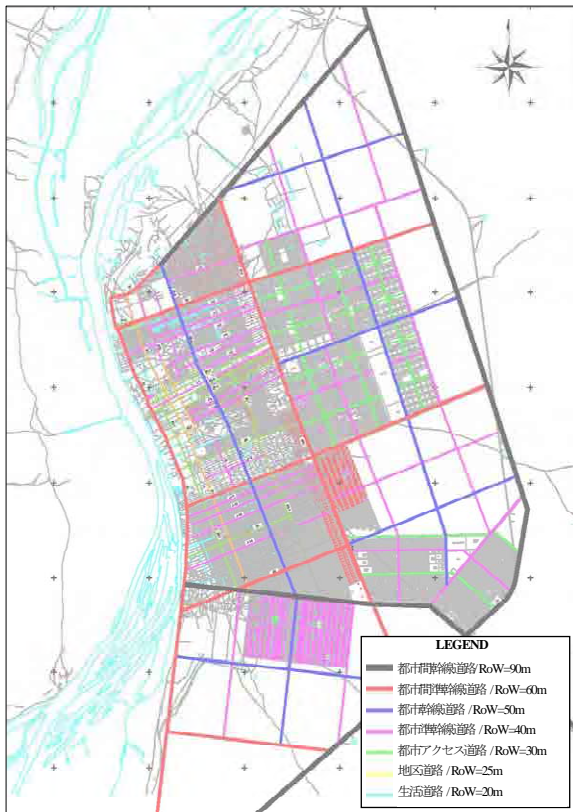 LEGEND
都市間幹線道路/RoW=90m
都市間準幹線道路 /RoW=60m
都市幹線道路/RoW=50m
都市準幹線道路 /RoW=40m
都市アクセス道路 /RoW=30m
地区道路 /RoW=25m
生活道路 /RoW=20m